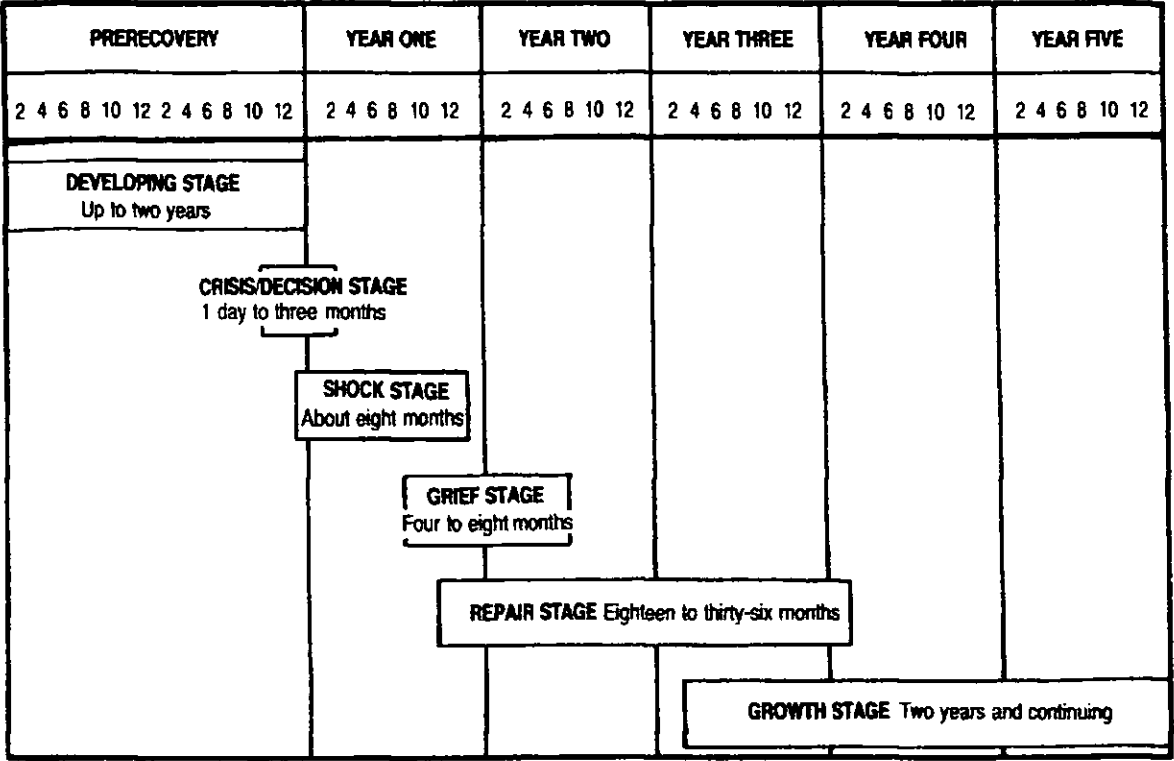 PRERECOVERY YEAR ONE YEAR TWO YEAR THREE YEAR FOUR YEAR FIVE
2 4 6 8 10 12 2 4 6 8 10 12 2 4 6 8 10 12 2 4 6 8 10 12 2 4 6 8 10 12 2 4 6 8 10 12 2 4 6 8 10 12
DEVELOPING STAGE
Up to two years
CRISIS/DECISION STAGE
1 day to three months
SHOCK STAGE
About eight months
GRIEF STAGE
Four to eight months
REPAIR STAGE Eighteen to thirty-six months
GROWTH STAGE Two years and continuing